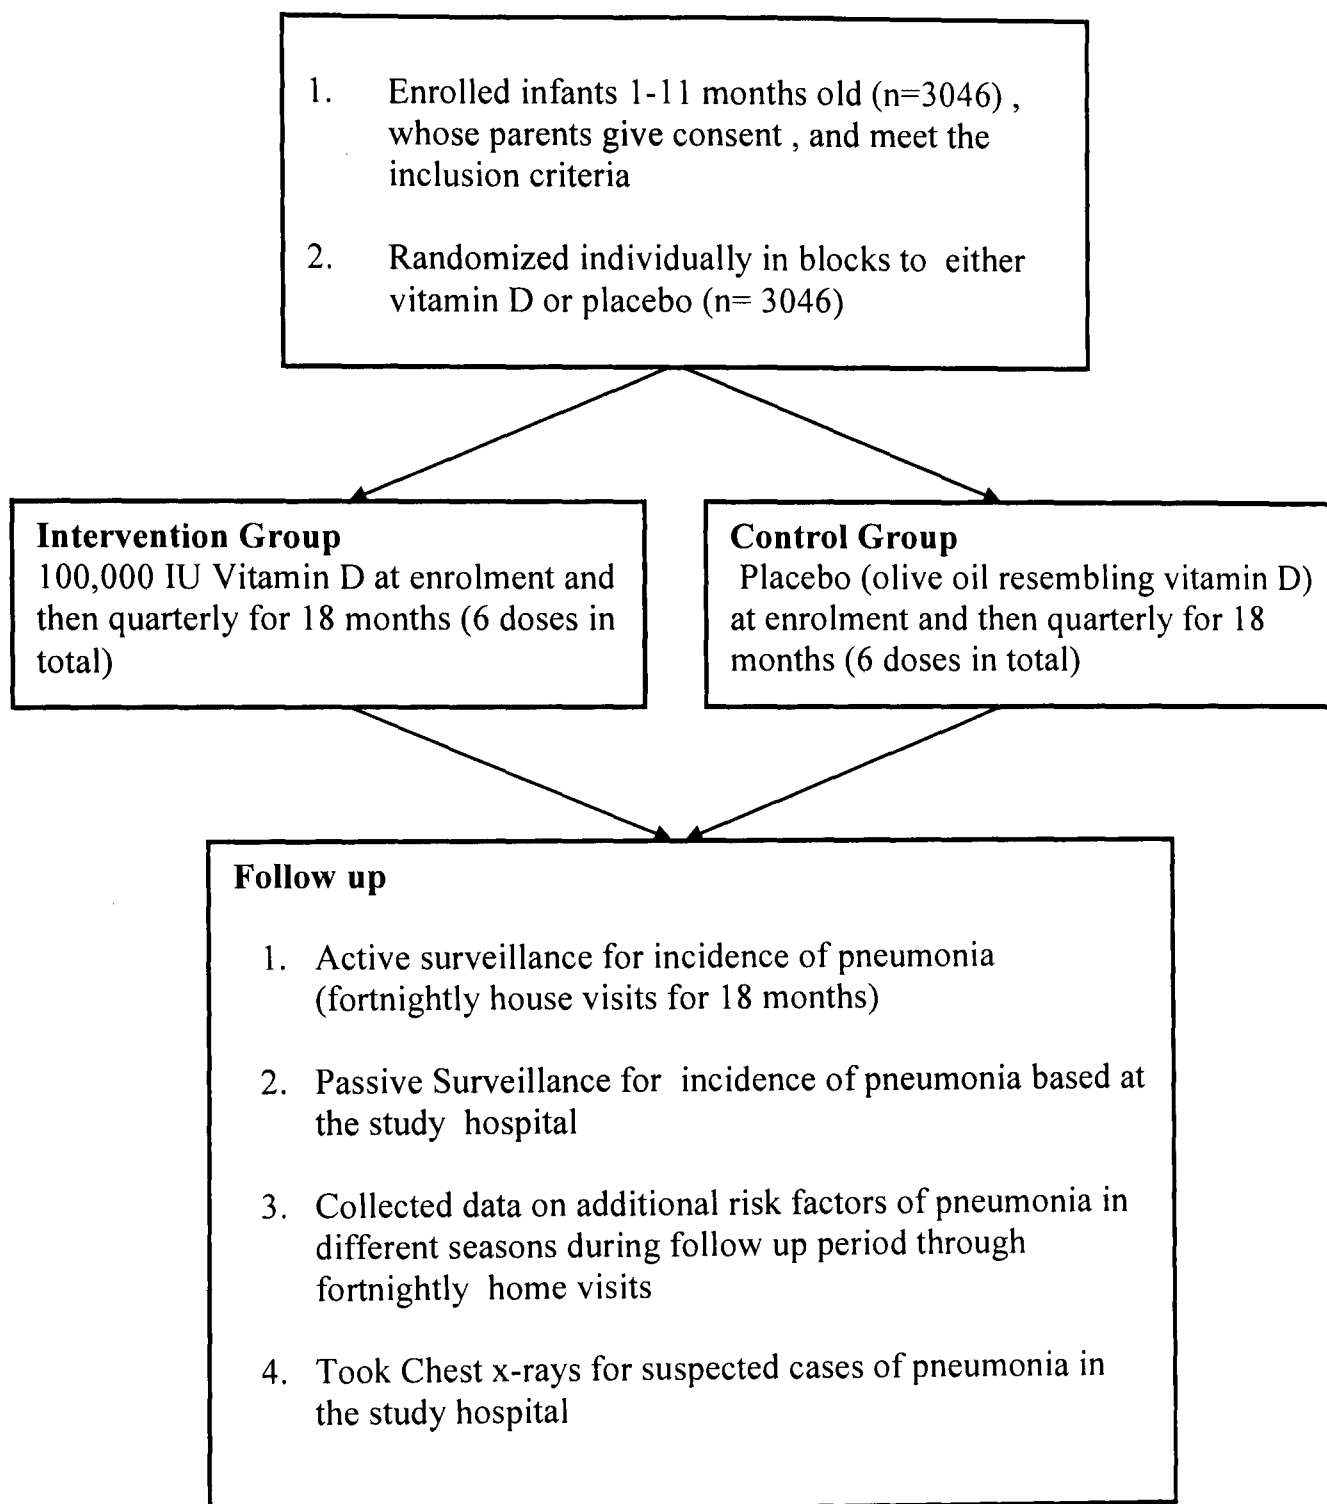 1. Enrolled infants 1-11 months old (n=3046) ,
whose parents give consent , and meet the
inclusion criteria
2. Randomized individually in blocks to either
vitamin D or placebo (n= 3046)
Intervention Group
100,000 IU Vitamin D at enrolment and
then quarterly for 18 months (6 doses in
total)
Control Group
Placebo (olive oil resembling vitamin D)
at enrolment and then quarterly for 18
months (6 doses in total)
Follow up
1. Active surveillance for incidence of pneumonia
(fortnightly house visits for 18 months)
2. Passive Surveillance for incidence of pneumonia based at
the study hospital
3. Collected data on additional risk factors of pneumonia in
different seasons during follow up period through
fortnightly home visits
4. Took Chest x-rays for suspected cases of pneumonia in
the study hospital